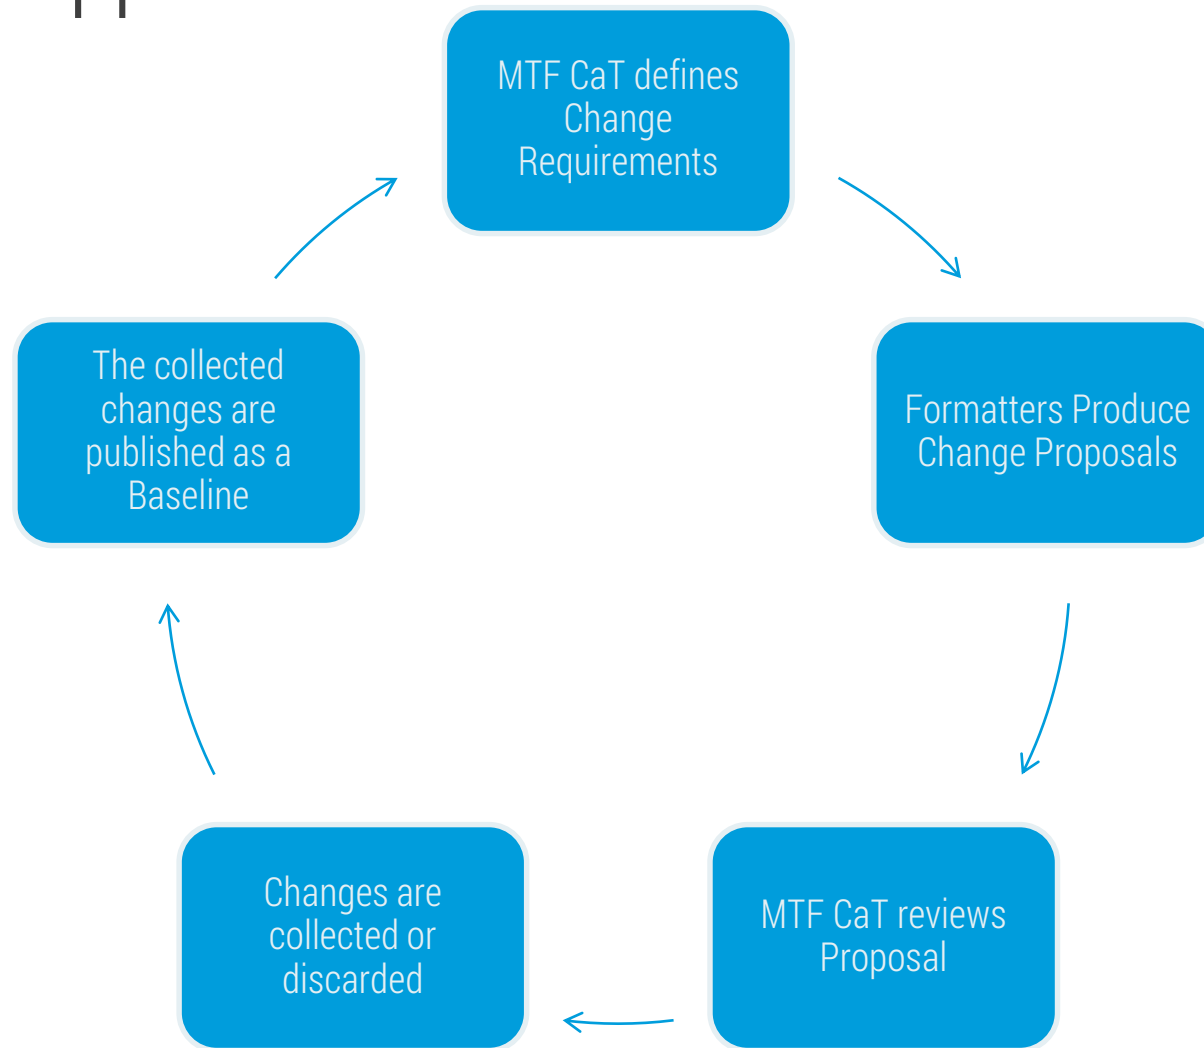 MTF CaT defines
Change
Requirements
Formatters Produce
Change Proposals
MTF CaT reviews
Proposal
Changes are
collected or
discarded
The collected
changes are
published as a
Baseline